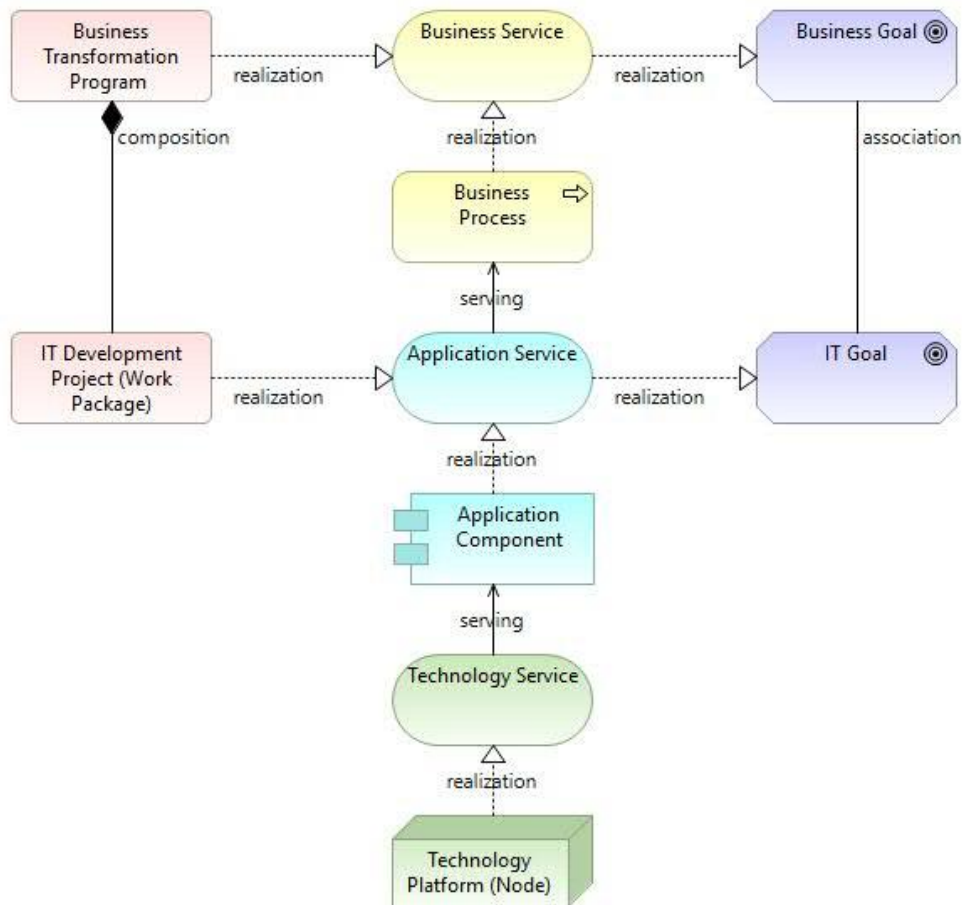 Business
Transformation
Program
realization
Business Service
realization
Business Goal
composition
realization
association
Business
Process
serving
IT Development
Project (Work
Package)
realization
Application Service
realization
IT Goal
realization
Application
Component
serving
Technology Service
realization
Technology
Platform (Node)